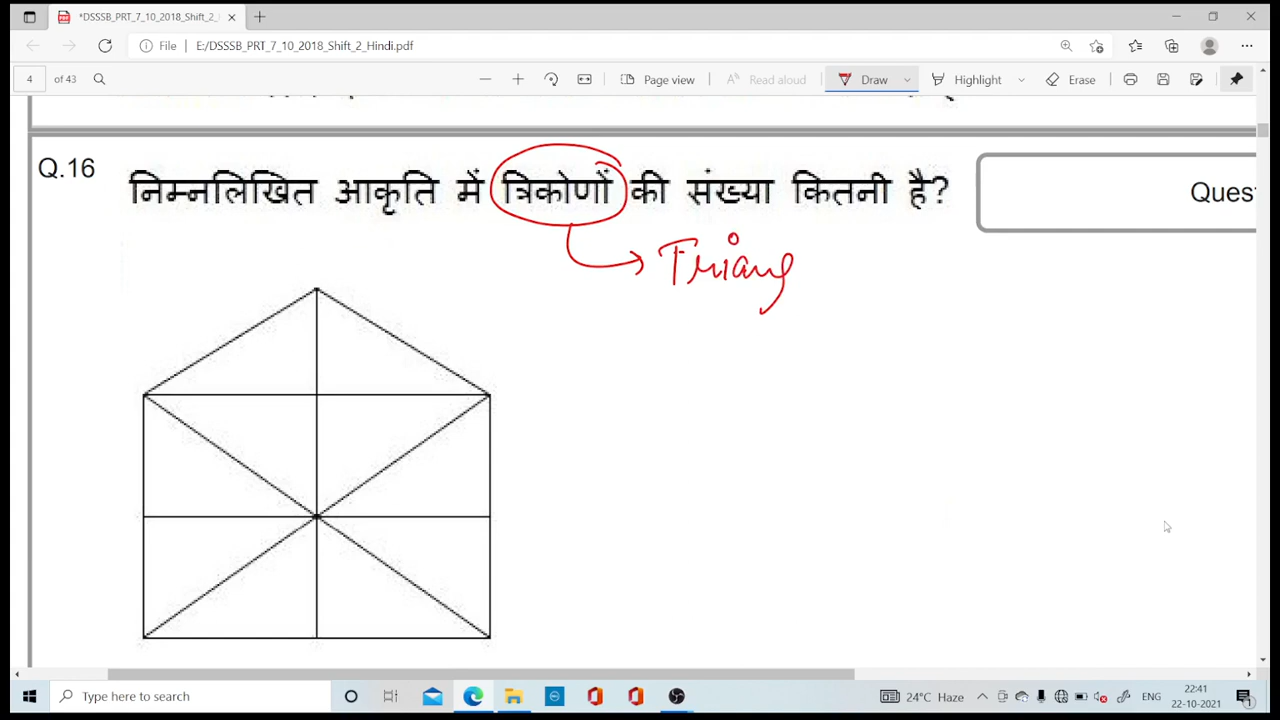 *DSSSB_PRT_7_10_2018_Shift_2_
File E:/DSSSB_PRT_7_10_2018_Shift_2_Hindi.pdf
4 of 43 Page view Read aloud Draw Highlight Erase
Q.16 निम्नलिखित आकृति में त्रिकोणों की संख्या कितनी है? Ques
Triang
Type here to search 24°C Haze ENG 22:41
22-10-2021